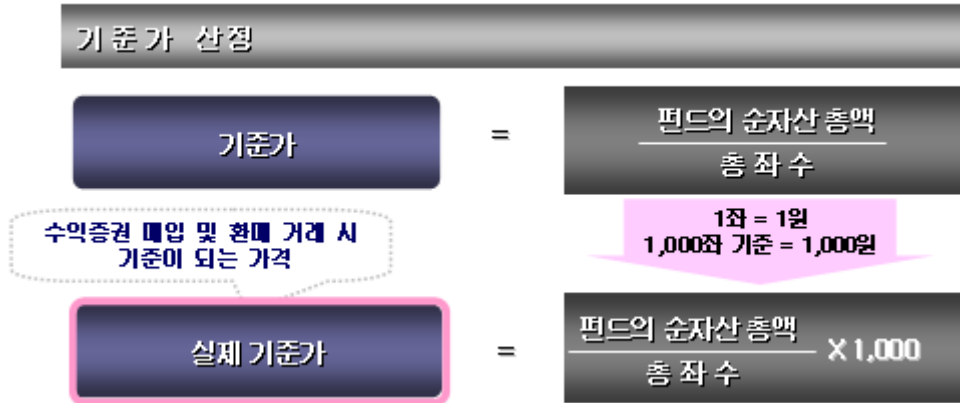 기준가 산정
기준가
=
펀드의 순자산 총액
총 좌 수
수익증권 매입 및 환매 거래 시
기준이 되는 가격
1좌 = 1원
1,000좌 기준 = 1,000원
실제 기준가
=
펀드의 순자산 총액
총 좌 수
X 1,000